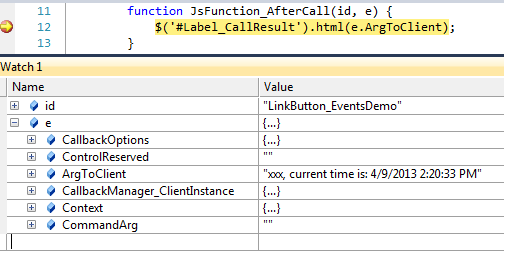 11 function JsFunction_AfterCall(id, e) {
12 $('#Label_CallResult').html(e.ArgToClient);
13 }
Watch 1
Name Value
id "LinkButton_EventsDemo"
e {...}
CallbackOptions {...}
ControlReserved ""
ArgToClient "xxx, current time is: 4/9/2013 2:20:33 PM"
CallbackManager_ClientInstance {...}
Context {...}
CommandArg ""